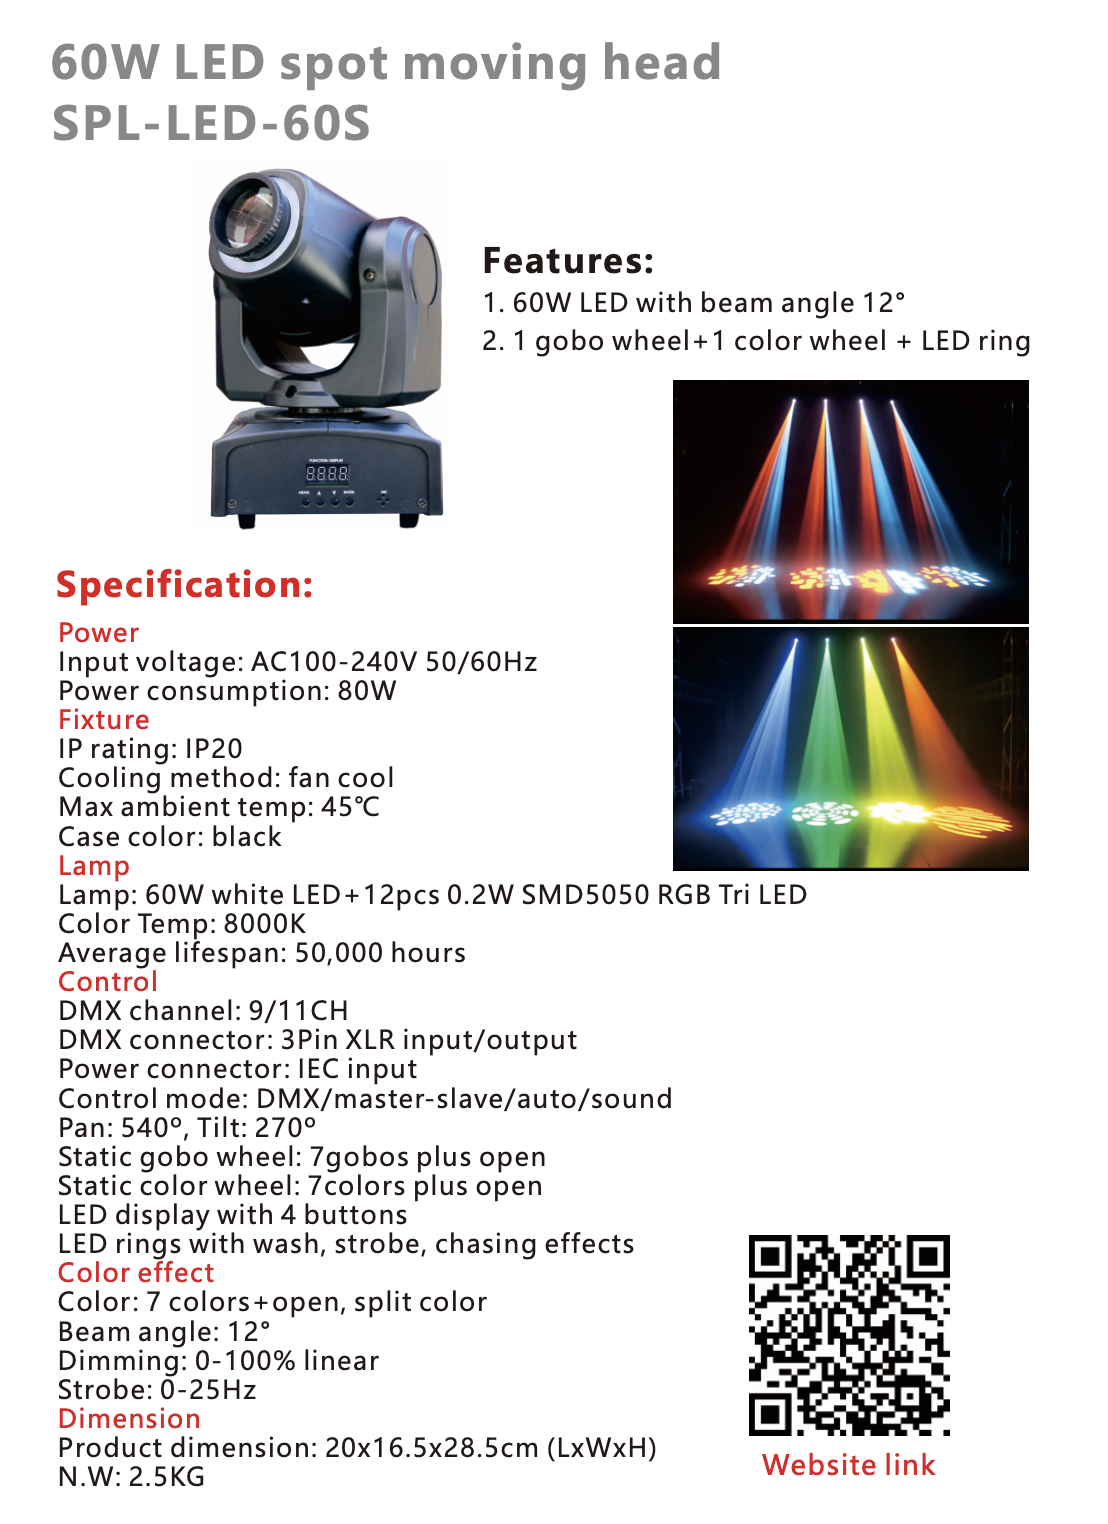 60W LED spot moving head
SPL-LED-60S
Features:
1. 60W LED with beam angle 12°
2. 1 gobo wheel+1 color wheel + LED ring
FUNCTION DISPLAY
MENU
ENTER
MIC
Specification:
Power
Input voltage: AC100-240V 50/60Hz
Power consumption: 80W
Fixture
IP rating: IP20
Cooling method: fan cool
Max ambient temp: 45℃
Case color: black
Lamp
Lamp: 60W white LED+12pcs 0.2W SMD5050 RGB Tri LED
Color Temp: 8000K
Average lifespan: 50,000 hours
Control
DMX channel: 9/11CH
DMX connector: 3Pin XLR input/output
Power connector: IEC input
Control mode: DMX/master-slave/auto/sound
Pan: 540º, Tilt: 270º
Static gobo wheel: 7gobos plus open
Static color wheel: 7colors plus open
LED display with 4 buttons
LED rings with wash, strobe, chasing effects
Color effect
Color: 7 colors+open, split color
Beam angle: 12°
Dimming: 0-100% linear
Strobe: 0-25Hz
Dimension
Product dimension: 20x16.5x28.5cm (LxWxH)
N.W: 2.5KG
Website link